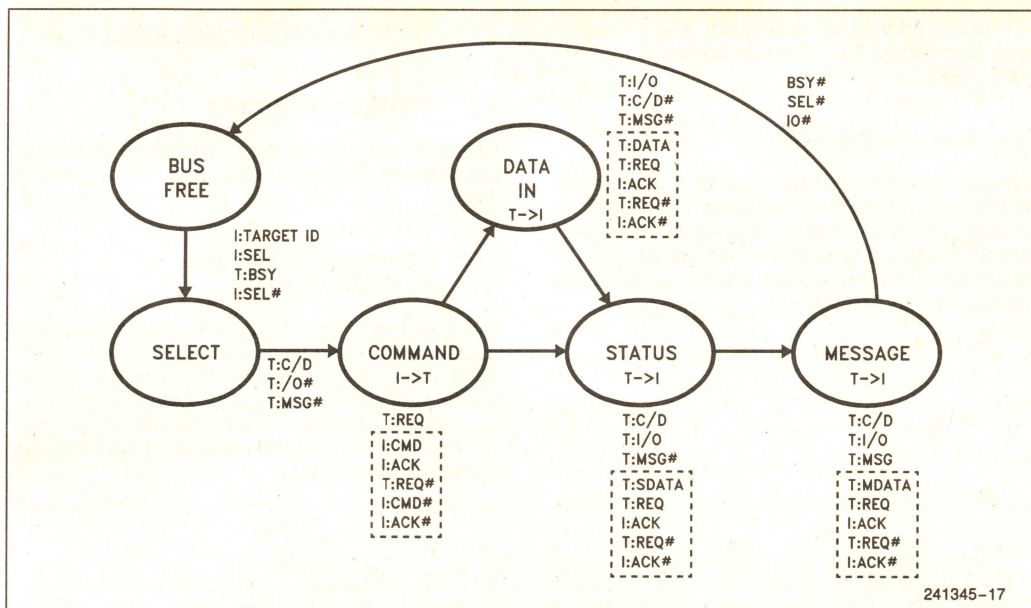 BUS
FREE
I:TARGET ID
I:SEL
T:BSY
I:SEL#
SELECT
T:C/D
T:/O#
T:MSG#
COMMAND
I->T
T:REQ
I:CMD
I:ACK
T:REQ#
I:CMD#
I:ACK#
DATA
IN
T->I
T:I/O
T:C/D#
T:MSG#
T:DATA
T:REQ
I:ACK
T:REQ#
I:ACK#
STATUS
T->I
T:C/D
T:I/O
T:MSG#
T:SDATA
T:REQ
I:ACK
T:REQ#
I:ACK#
BSY#
SEL#
IO#
MESSAGE
T->I
T:C/D
T:I/O
T:MSG
T:MDATA
T:REQ
I:ACK
T:REQ#
I:ACK#
241345-17